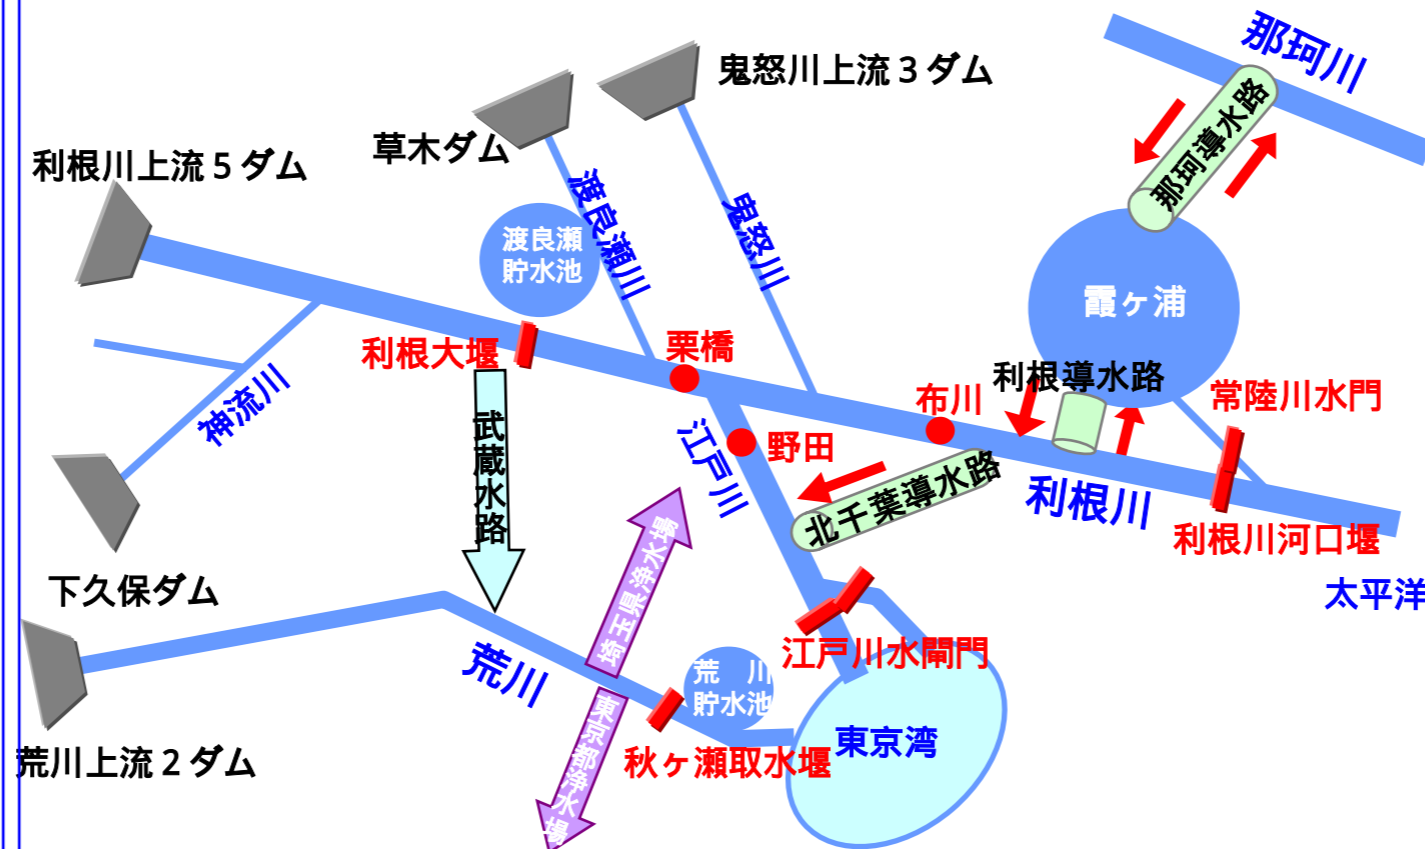 那珂川
鬼怒川上流3ダム
那珂導水路
草木ダム
利根川上流5ダム
渡良瀬川
鬼怒川
渡良瀬
貯水池
霞ヶ浦
利根大堰
栗橋
利根導水路
常陸川水門
布川
神流川
武蔵水路
江戸川
野田
北千葉導水路
利根川
利根川河口堰
太平洋
埼玉県浄水場
下久保ダム
荒川
江戸川水閘門
荒 川
貯水池
東京都浄水場
東京湾
秋ヶ瀬取水堰
荒川上流2ダム